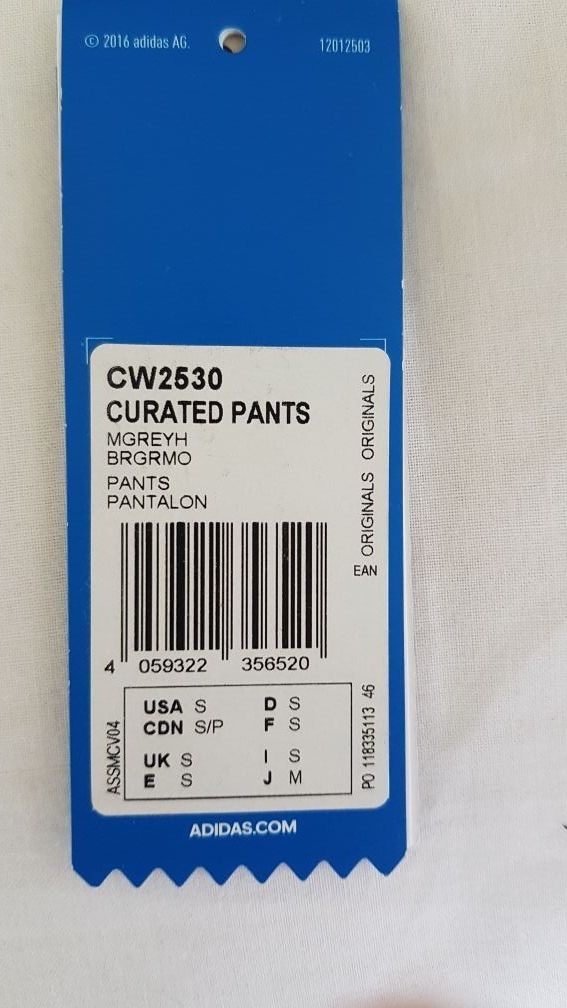 © 2016 adidas AG.
12012503
CW2530
CURATED PANTS
MGREYH
BRGRMO
PANTS
PANTALON
ORIGINALS ORIGINALS
EAN
4 059322 356520
USA S D S
CDN S/P F S
UK S I S
E S J M
ASSMCV04
PO 118335113 46
ADIDAS.COM